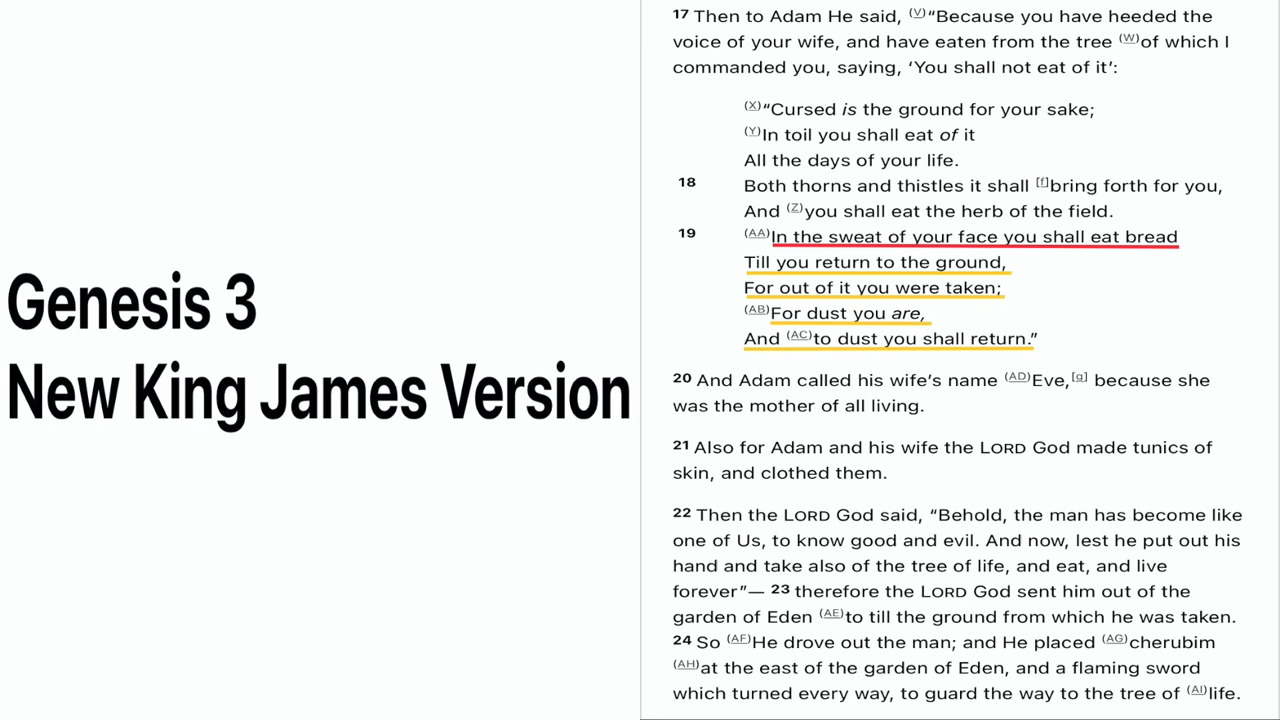 Genesis 3
New King James Version
17 Then to Adam He said, (V)“Because you have heeded the
voice of your wife, and have eaten from the tree (W)of which I
commanded you, saying, ‘You shall not eat of it’:
(X)“Cursed is the ground for your sake;
(Y)In toil you shall eat of it
All the days of your life.
18 Both thorns and thistles it shall [f]bring forth for you,
And (Z)you shall eat the herb of the field.
19 (AA)In the sweat of your face you shall eat bread
Till you return to the ground,
For out of it you were taken;
(AB)For dust you are,
And (AC)to dust you shall return.”
20 And Adam called his wife’s name (AD)Eve,[g] because she
was the mother of all living.
21 Also for Adam and his wife the LORD God made tunics of
skin, and clothed them.
22 Then the LORD God said, “Behold, the man has become like
one of Us, to know good and evil. And now, lest he put out his
hand and take also of the tree of life, and eat, and live
forever”— 23 therefore the LORD God sent him out of the
garden of Eden (AE)to till the ground from which he was taken.
24 So (AF)He drove out the man; and He placed (AG)cherubim
(AH)at the east of the garden of Eden, and a flaming sword
which turned every way, to guard the way to the tree of (AI)life.